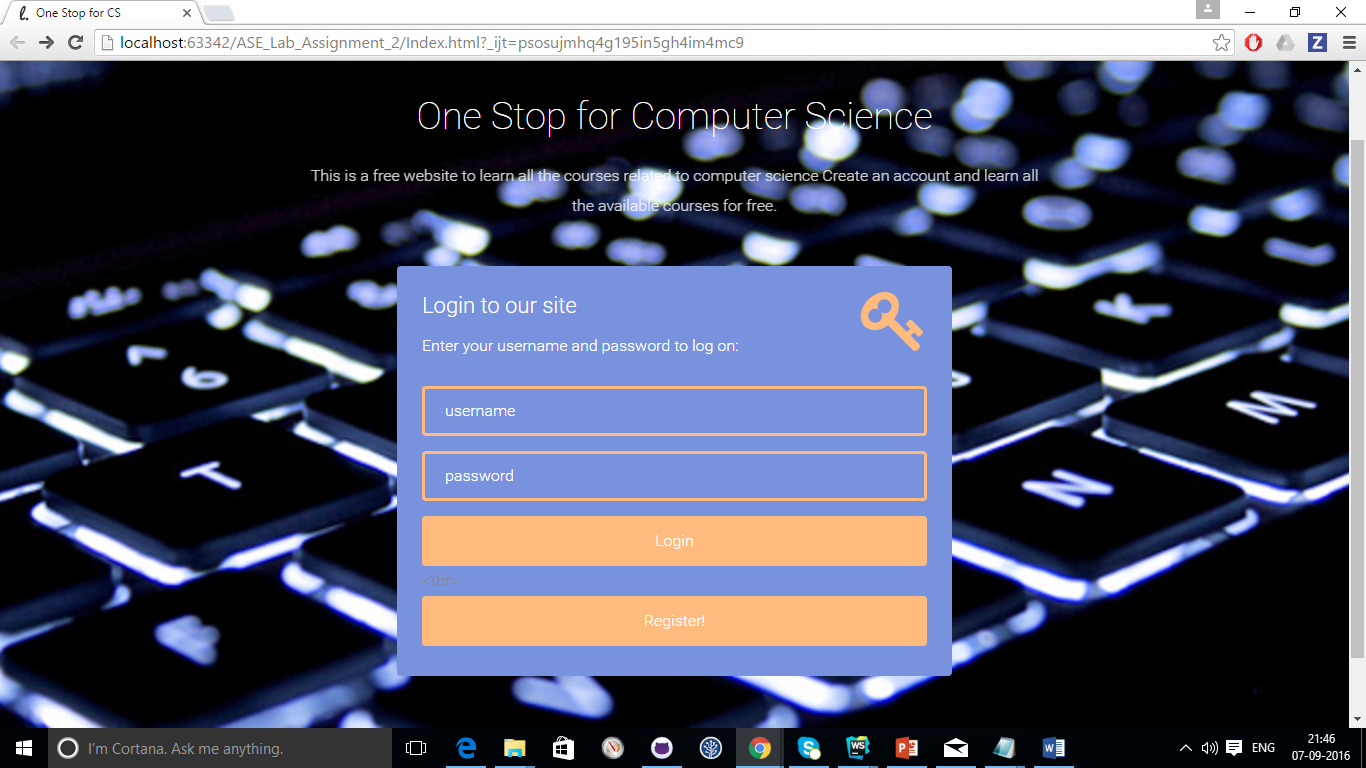 One Stop for CS
localhost:63342/ASE_Lab_Assignment_2/Index.html?_ijt=psosujmhq4g195in5gh4im4mc9
One Stop for Computer Science
This is a free website to learn all the courses related to computer science Create an account and learn all
the available courses for free.
Login to our site
Enter your username and password to log on:
username
password
Login
<\br>
Register!
6
K
T
M
N
I'm Cortana. Ask me anything.
ENG
21:46
07-09-2016